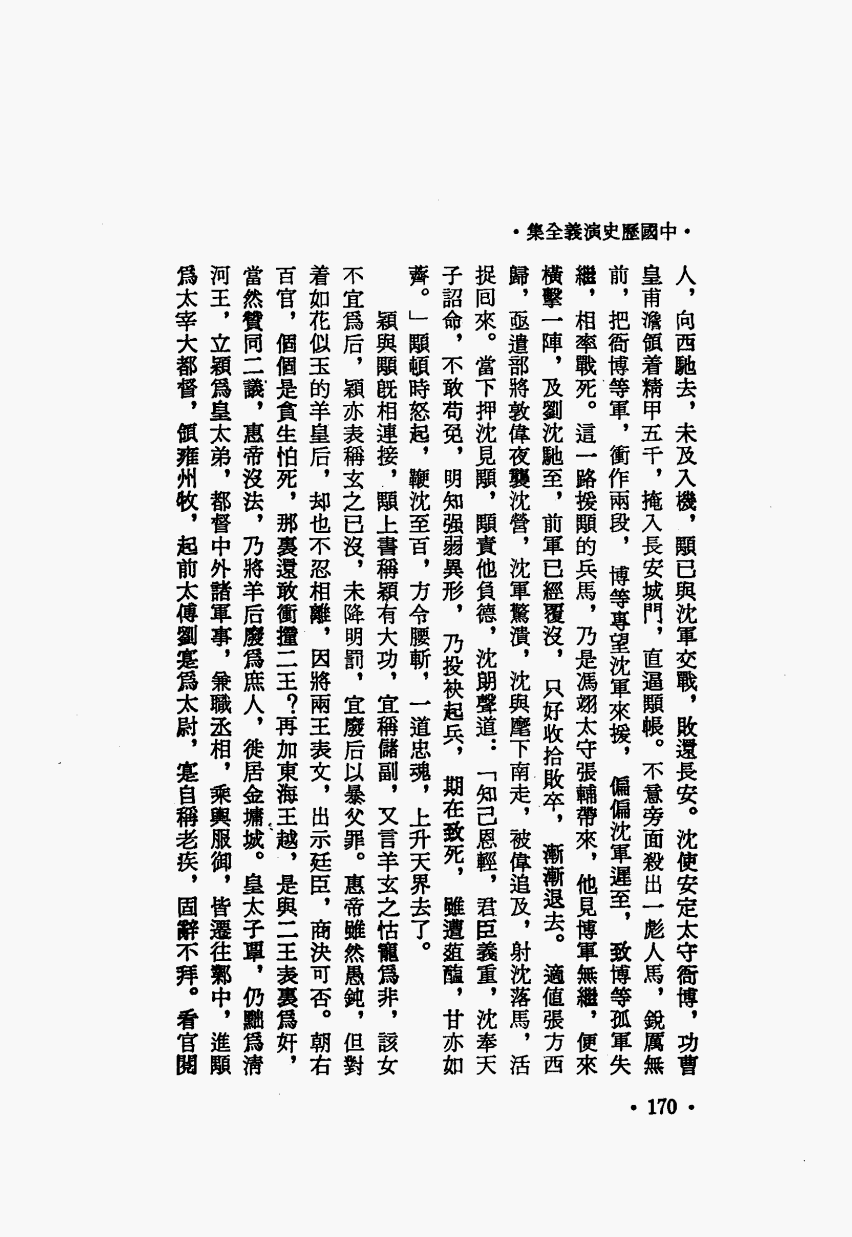 ·中國歷史演義全集·
人，向西馳去，未及入機，顒已與沈軍交戰，敗還長安。沈使安定太守衙博，功曹
皇甫澹領着精甲五千，掩入長安城門，直逼顒帳。不意旁面殺出一彪人馬，銳厲無
前，把衙博等軍，衝作兩段，博等專望沈軍來援，偏偏沈軍遲至，致博等孤軍失
繼，相率戰死。這一路援顒的兵馬，乃是馮翊太守張輔帶來，他見博軍無繼，便來
橫擊一陣，及劉沈馳至，前軍已經覆沒，只好收拾敗卒，漸漸退去。適値張方西
歸，亟遣部將敦偉夜襲沈營，沈軍驚潰，沈與麾下南走，被偉追及，射沈落馬，活
捉回來。當下押沈見顒，顒責他負德，沈朗聲道：「知己恩輕，君臣義重，沈奉天
子詔命，不敢苟免，明知强弱異形，乃投袂起兵，期在致死，雖遭菹醢，甘亦如
薺。」顒頓時怒起，鞭沈至百，方令腰斬，一道忠魂，上升天界去了。
穎與顒旣相連接，顒上書稱穎有大功，宜稱儲副，又言羊玄之怙寵爲非，該女
不宜爲后，穎亦表稱玄之已沒，未降明罰，宜廢后以暴父罪。惠帝雖然愚鈍，但對
着如花似玉的羊皇后，却也不忍相離，因將兩王表文，出示廷臣，商決可否。朝右
百官，個個是貪生怕死，那裏還敢衝撞二王？再加東海王越，是與二王表裏爲奸，
當然贊同二議，惠帝沒法，乃將羊后廢爲庶人，徙居金墉城。皇太子覃，仍黜爲淸
河王，立穎爲皇太弟，都督中外諸軍事，兼職丞相，乘輿服御，皆遷往鄴中，進顒
爲太宰大都督，領雍州牧，起前太傅劉寔爲太尉，寔自稱老疾，固辭不拜。看官閱
·170·